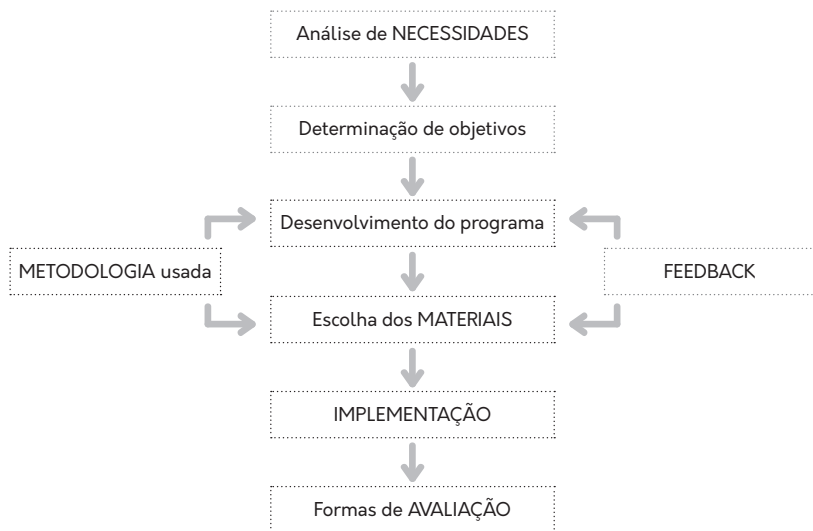 Análise de NECESSIDADES
Determinação de objetivos
Desenvolvimento do programa
METODOLOGIA usada
FEEDBACK
Escolha dos MATERIAIS
IMPLEMENTAÇÃO
Formas de AVALIAÇÃO